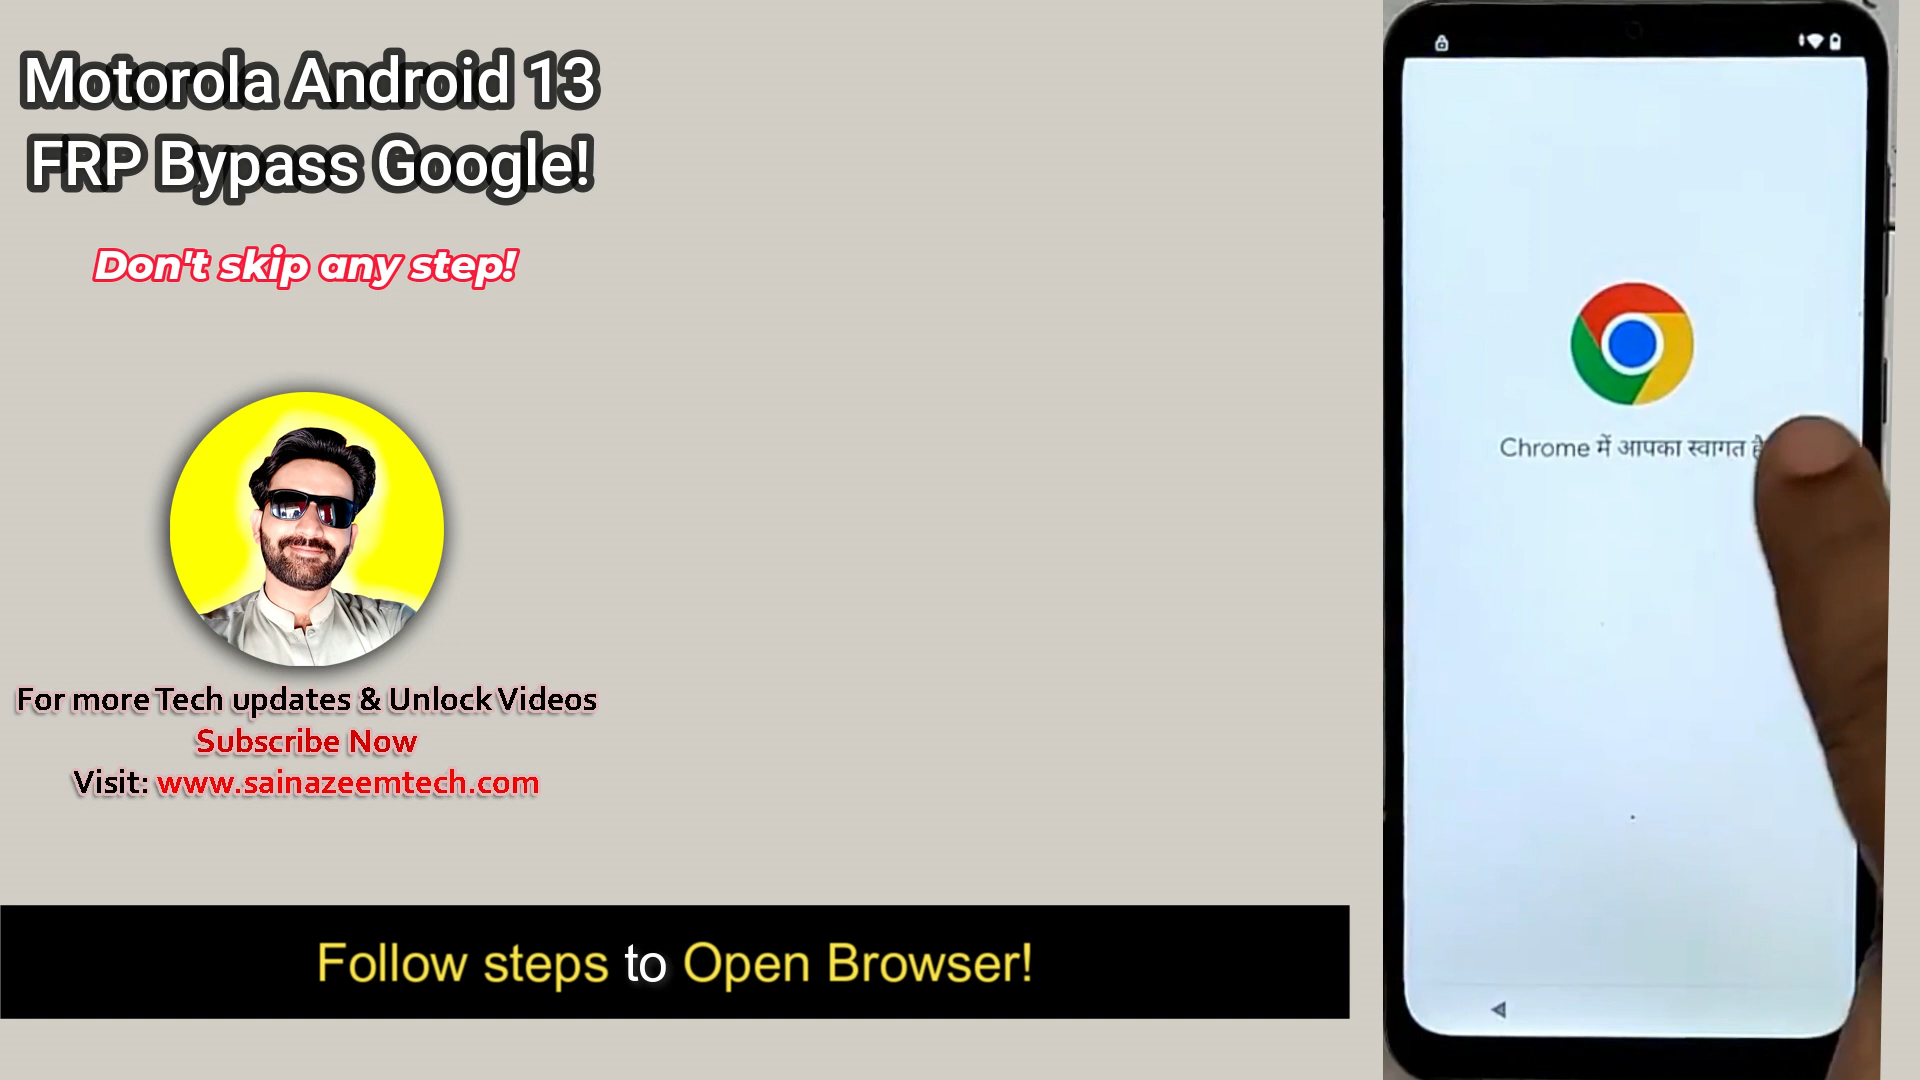 Motorola Android 13
FRP Bypass Google!
Don't skip any step!
For more Tech updates & Unlock Videos
Subscribe Now
Visit: www.sainazeemtech.com
Follow steps to Open Browser!
Chrome में आपका स्वागत है